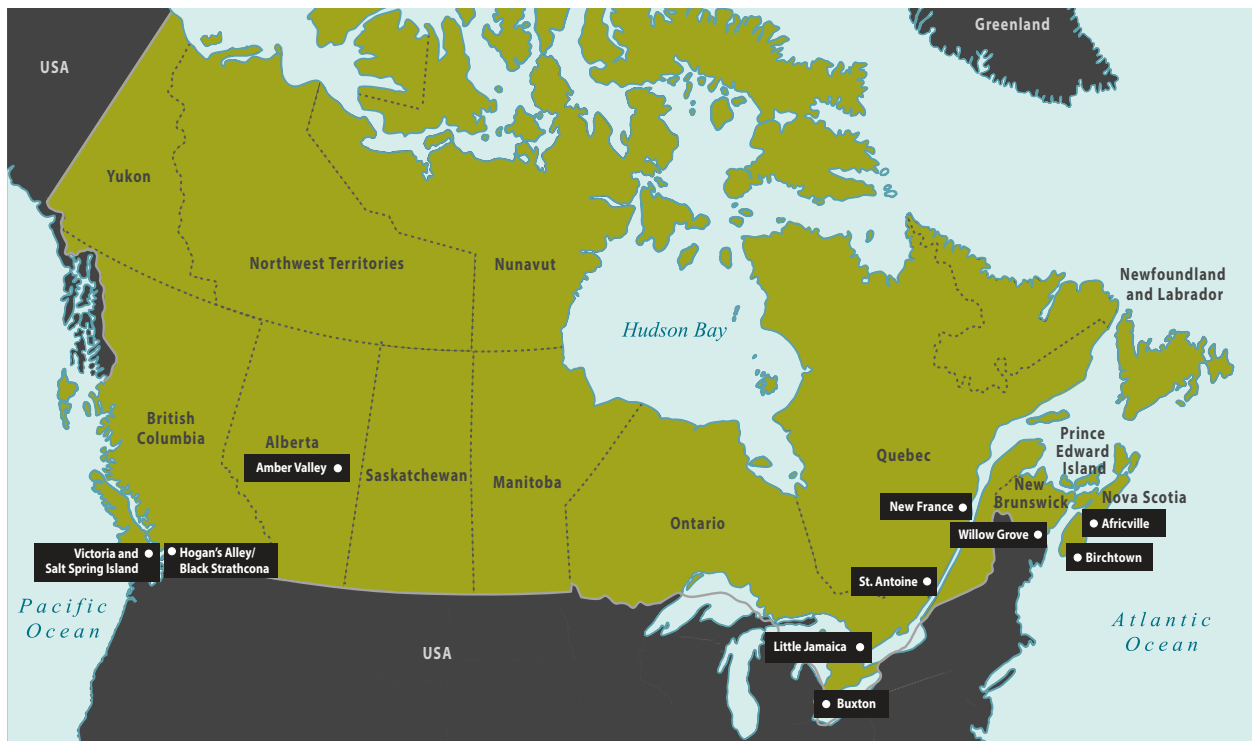 Greenland
USA
Yukon
Northwest Territories
Nunavut
Newfoundland
and Labrador
Hudson Bay
British
Columbia
Alberta
Amber Valley
Saskatchewan
Manitoba
Ontario
Quebec
Prince
Edward
Island
New
Brunswick
Nova Scotia
New France
Willow Grove
Africville
Birchtown
Victoria and
Salt Spring Island
Hogan's Alley/
Black Strathcona
St. Antoine
Pacific
Ocean
Atlantic
Ocean
USA
Little Jamaica
Buxton